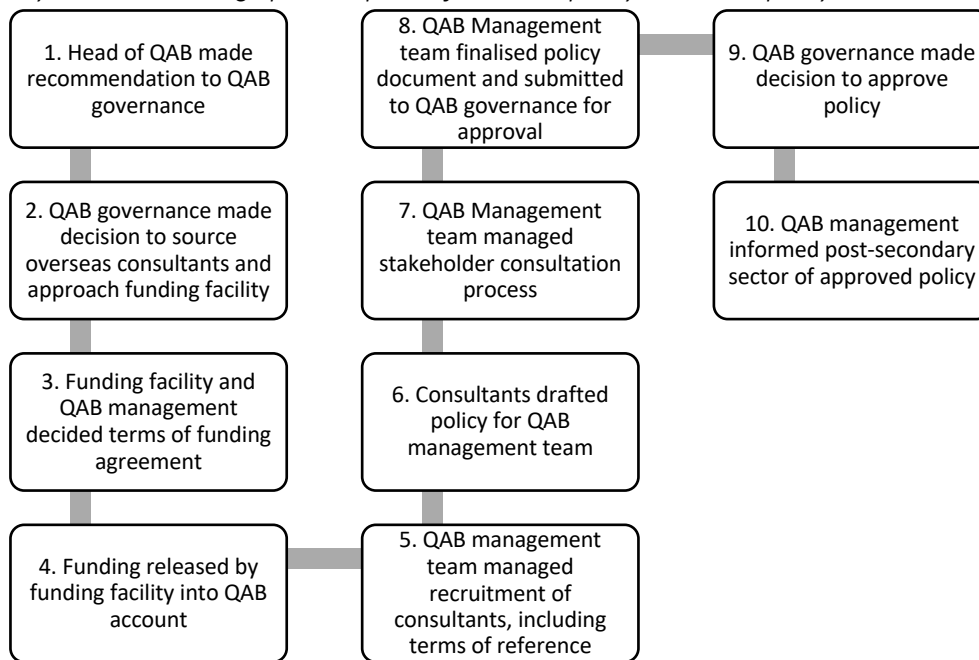 1. Head of QAB made
recommendation to QAB
governance
2. QAB governance made
decision to source
overseas consultants and
approach funding facility
3. Funding facility and
QAB management
decided terms of funding
agreement
4. Funding released by
funding facility into QAB
account
5. QAB management
team managed
recruitment of
consultants, including
terms of reference
6. Consultants drafted
policy for QAB
management team
7. QAB Management
team managed
stakeholder consultation
process
8. QAB Management
team finalised policy
document and submitted
to QAB governance for
approval
9. QAB governance made
decision to approve
policy
10. QAB management
informed post-secondary
sector of approved policy